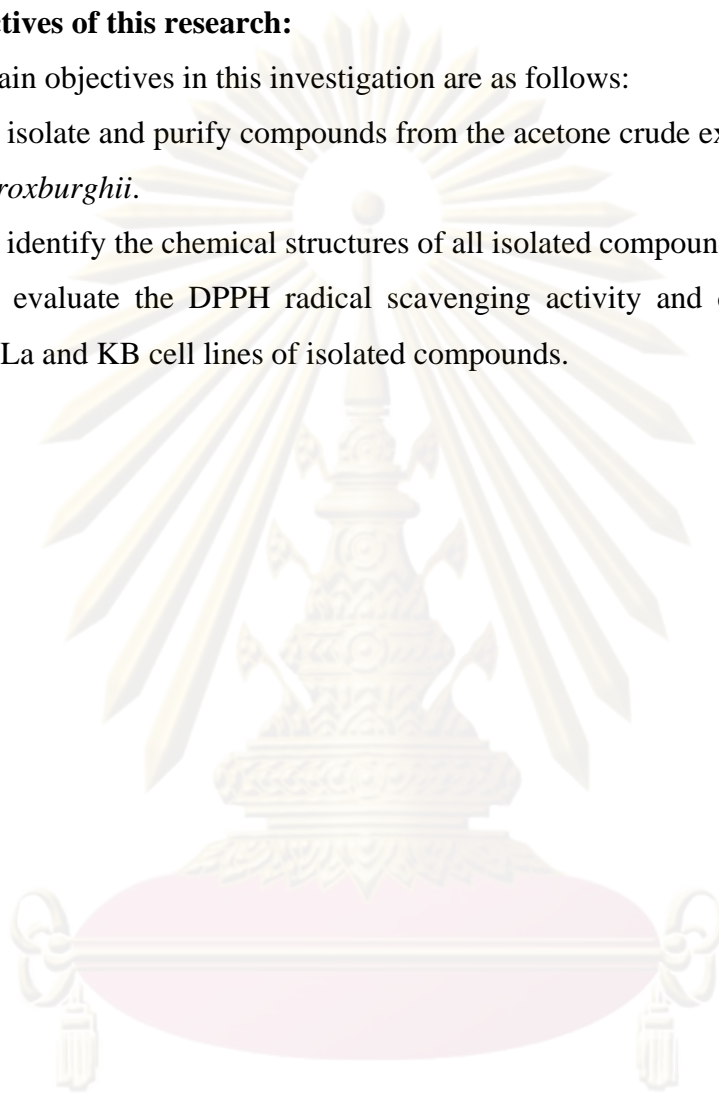 ctives of this research:
ain objectives in this investigation are as follows:
isolate and purify compounds from the acetone crude ex
roxburghii.
identify the chemical structures of all isolated compoun
evaluate the DPPH radical scavenging activity and
La and KB cell lines of isolated compounds.